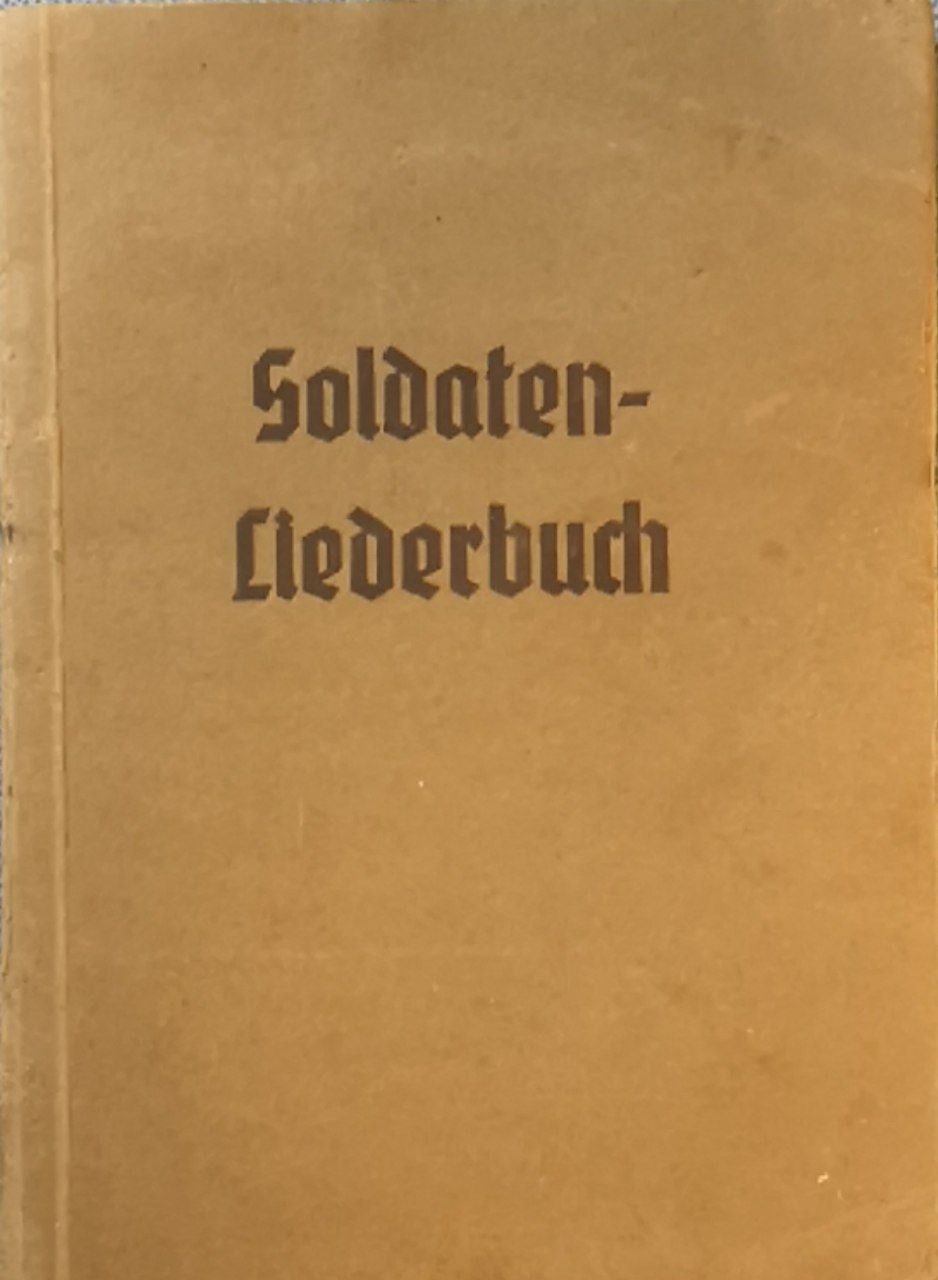 Soldaten-
Liederbuch